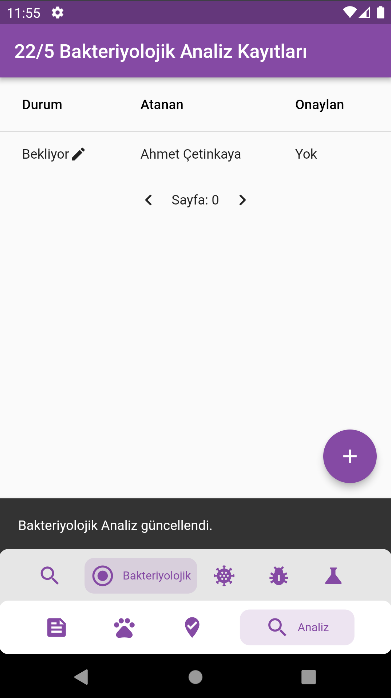 11:55
22/5 Bakteriyolojik Analiz Kayıtları
Durum Atanan Onaylan
Bekliyor Ahmet Çetinkaya Yok
Sayfa: 0
Bakteriyolojik Analiz güncellendi.
Bakteriyolojik
Analiz